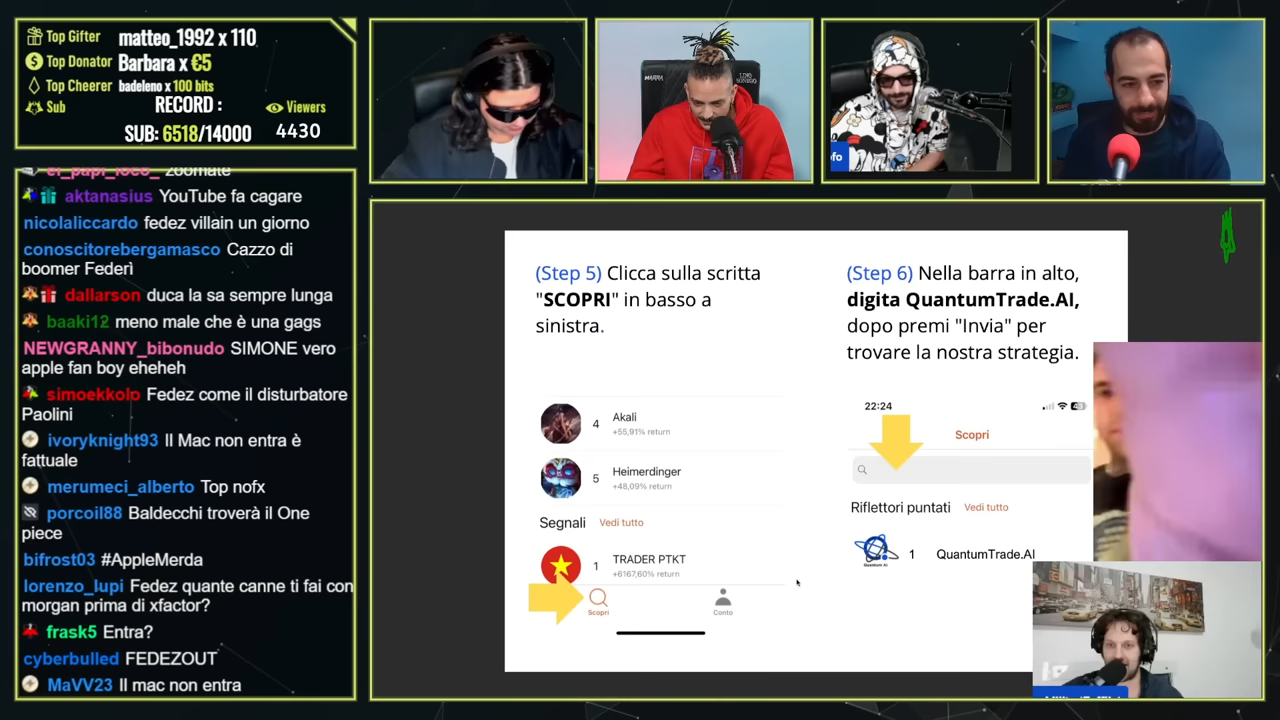 Top Gifter matteo_1992 x 110
Top Donator Barbara x €5
Top Cheerer badeleno x 100 bits
Sub RECORD :
SUB: 6518/14000
Viewers
4430
el_papi_loco_ zoomate
aktanasius YouTube fa cagare
nicolaliccardo fedez villain un giorno
conoscitorebergamasco Cazzo di
boomer Federì
dallarson duca la sa sempre lunga
baaki12 meno male che è una gags
NEWGRANNY_bibonudo SIMONE vero
apple fan boy eheheh
simoekkolo Fedez come il disturbatore
Paolini
ivoryknight93 Il Mac non entra è
fattuale
merumeci_alberto Top nofx
porcoil88 Baldecchi troverà il One
piece
bifrost03 #AppleMerda
lorenzo_lupi Fedez quante canne ti fai con
morgan prima di xfactor?
frask5 Entra?
cyberbulled FEDEZOUT
MaVV23 Il mac non entra
MARRA
(Step 5) Clicca sulla scritta
"SCOPRI" in basso a
sinistra.
4 Akali
+55,91% return
5 Heimerdinger
+48,09% return
Segnali Vedi tutto
1 TRADER PTKT
+6167,60% return
Scopri
Conto
(Step 6) Nella barra in alto,
digita QuantumTrade.AI,
dopo premi "Invia" per
trovare la nostra strategia.
22:24
Scopri
Riflettori puntati Vedi tutto
1 QuantumTrade.AI
Quantum AI